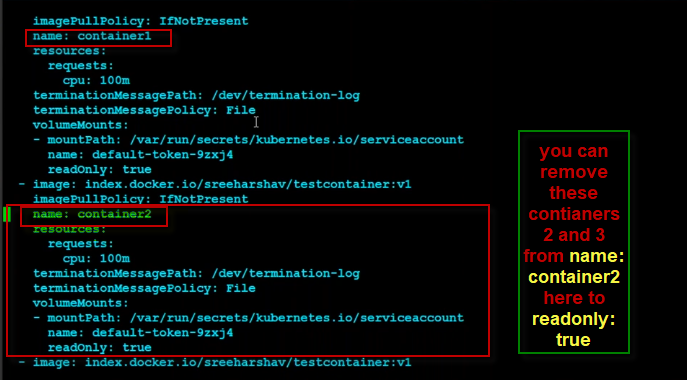 imagePullPolicy: IfNotPresent
name: container1
resources:
requests:
cpu: 100m
terminationMessagePath: /dev/termination-log
terminationMessagePolicy: File
volumeMounts:
- mountPath: /var/run/secrets/kubernetes.io/serviceaccount
name: default-token-9zxj4
readOnly: true
- image: index.docker.io/sreeharshav/testcontainer:v1
imagePullPolicy: IfNotPresent
name: container2
resources:
requests:
cpu: 100m
terminationMessagePath: /dev/termination-log
terminationMessagePolicy: File
volumeMounts:
- mountPath: /var/run/secrets/kubernetes.io/serviceaccount
name: default-token-9zxj4
readOnly: true
- image: index.docker.io/sreeharshav/testcontainer:v1
you can
remove
these
contianers
2 and 3
from name:
container2
here to
readonly:
true